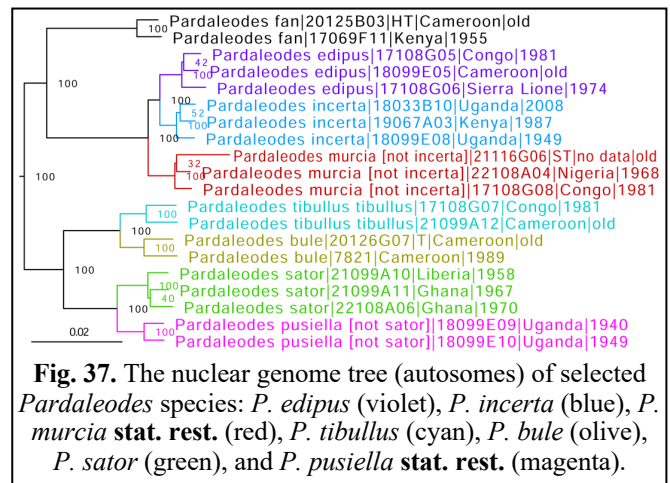 Pardaleodes fan|20125B03|HT|Cameroon|old
100
Pardaleodes fan|17069F11|Kenya|1955
Pardaleodes edipus|17108G05|Congo|1981
42
100
Pardaleodes edipus|18099E05|Cameroon|old
100
Pardaleodes edipus|17108G06|Sierra Lione|1974
100
Pardaleodes incerta|18033B10|Uganda|2008
52
100
Pardaleodes incerta|19067A03|Kenya|1987
100
Pardaleodes incerta|18099E08|Uganda|1949
Pardaleodes murcia [not incerta]|21116G06|ST|no data|old
32
100
Pardaleodes murcia [not incerta]|22108A04|Nigeria|1968
Pardaleodes murcia [not incerta]|17108G08|Congo|1981
Pardaleodes tibullus tibullus|17108G07|Congo|1981
100
Pardaleodes tibullus tibullus|21099A12|Cameroon|old
100
Pardaleodes bule|20126G07|T|Cameroon|old
100
Pardaleodes bule|7821|Cameroon|1989
100
Pardaleodes sator|21099A10|Liberia|1958
100
Pardaleodes sator|21099A11|Ghana|1967
40
Pardaleodes sator|22108A06|Ghana|1970
100
Pardaleodes pusiella [not sator]|18099E09|Uganda|1940
100
0.02
Pardaleodes pusiella [not sator]|18099E10|Uganda|1949
Fig. 37. The nuclear genome tree (autosomes) of selected
Pardaleodes species: P. edipus (violet), P. incerta (blue), P.
murcia stat. rest. (red), P. tibullus (cyan), P. bule (olive),
P. sator (green), and P. pusiella stat. rest. (magenta).